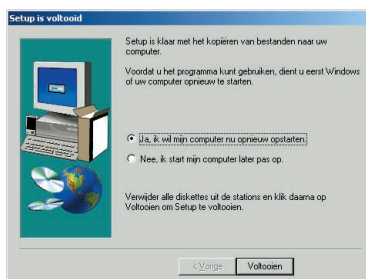 Setup is voltooid
Setup is klaar met het kopiëren van bestanden naar uw
computer.
Voordat u het programma kunt gebruiken, dient u eerst Windows
of uw computer opnieuw te starten.
Ja, ik wil mijn computer nu opnieuw opstarten.
Nee, ik start mijn computer later pas op.
Verwijder alle diskettes uit de stations en klik daarna op
Voltooien om Setup te voltooien.
< Vorige
Voltooien